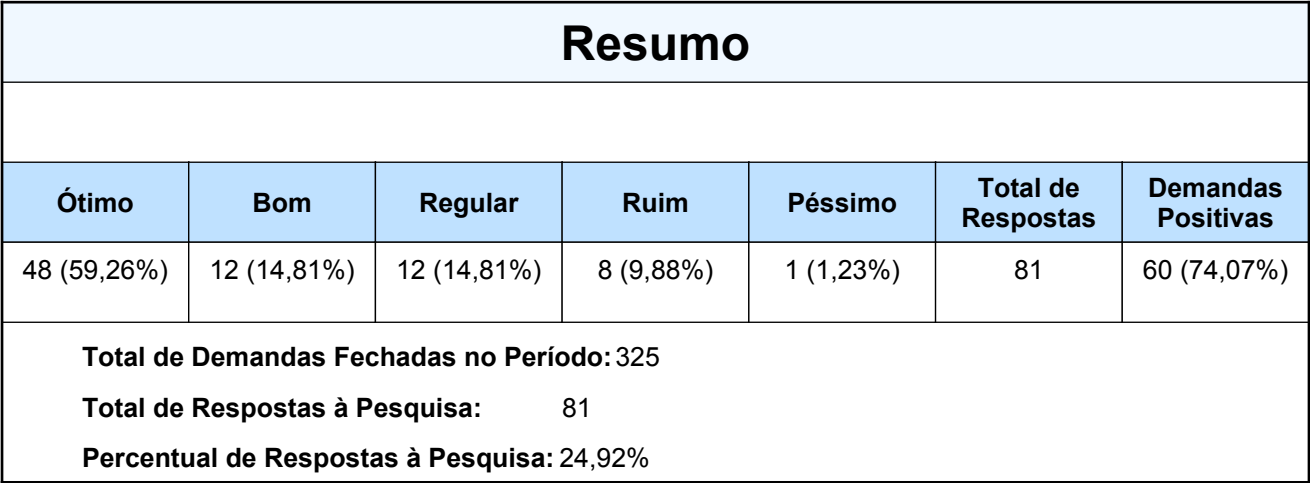 Resumo
Ótimo Bom Regular Ruim Péssimo Total de Respostas Demandas Positivas
48 (59,26%) 12 (14,81%) 12 (14,81%) 8 (9,88%) 1 (1,23%) 81 60 (74,07%)
Total de Demandas Fechadas no Período: 325
Total de Respostas à Pesquisa: 81
Percentual de Respostas à Pesquisa: 24,92%